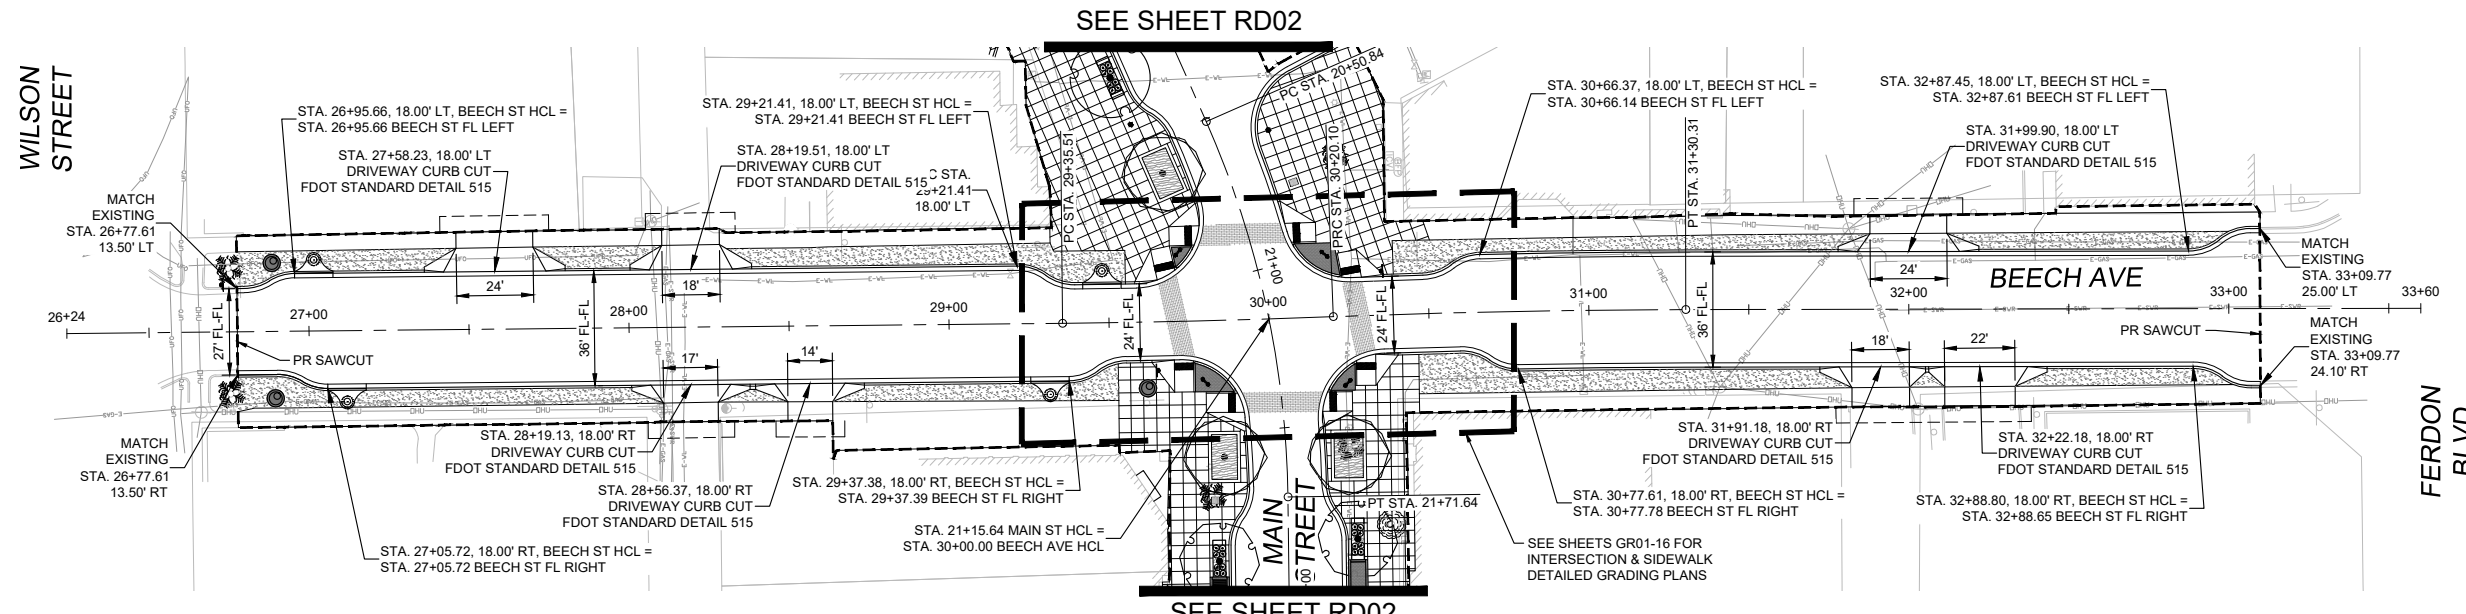 SEE SHEET RD02
WILSON
STREET
STA. 26+95.66, 18.00' LT, BEECH ST HCL =
STA. 26+95.66 BEECH ST FL LEFT
STA. 27+58.23, 18.00' LT
DRIVEWAY CURB CUT
FDOT STANDARD DETAIL 515
MATCH
EXISTING
STA. 26+77.61
13.50' LT
STA. 29+21.41, 18.00' LT, BEECH ST HCL =
STA. 29+21.41 BEECH ST FL LEFT
STA. 28+19.51, 18.00' LT
DRIVEWAY CURB CUT
FDOT STANDARD DETAIL 515
C STA.
29+21.41
18.00' LT
PC STA. 29+35.51
PC STA. 20+50.84
PRC STA. 30+20.10
STA. 30+66.37, 18.00' LT, BEECH ST HCL =
STA. 30+66.14 BEECH ST FL LEFT
PT STA. 31+30.31
STA. 32+87.45, 18.00' LT, BEECH ST HCL =
STA. 32+87.61 BEECH ST FL LEFT
STA. 31+99.90, 18.00' LT
DRIVEWAY CURB CUT
FDOT STANDARD DETAIL 515
MATCH
EXISTING
STA. 33+09.77
25.00' LT
24'
18'
24'
BEECH AVE
26+24
27+00
28+00
29+00
30+00
21+00
31+00
32+00
33+00
33+60
27' FL-FL
36' FL-FL
24' FL-FL
24' FL-FL
36' FL-FL
PR SAWCUT
PR SAWCUT
17'
14'
18'
22'
MATCH
EXISTING
STA. 33+09.77
24.10' RT
FERDON
BLVD
MATCH
EXISTING
STA. 26+77.61
13.50' RT
STA. 28+19.13, 18.00' RT
DRIVEWAY CURB CUT
FDOT STANDARD DETAIL 515
STA. 28+56.37, 18.00' RT
DRIVEWAY CURB CUT
FDOT STANDARD DETAIL 515
STA. 27+05.72, 18.00' RT, BEECH ST HCL =
STA. 27+05.72 BEECH ST FL RIGHT
STA. 29+37.38, 18.00' RT, BEECH ST HCL =
STA. 29+37.39 BEECH ST FL RIGHT
STA. 21+15.64 MAIN ST HCL =
STA. 30+00.00 BEECH AVE HCL
MAIN
STREET
PT STA. 21+71.64
STA. 30+77.61, 18.00' RT, BEECH ST HCL =
STA. 30+77.78 BEECH ST FL RIGHT
SEE SHEETS GR01-16 FOR
INTERSECTION & SIDEWALK
DETAILED GRADING PLANS
STA. 31+91.18, 18.00' RT
DRIVEWAY CURB CUT
FDOT STANDARD DETAIL 515
STA. 32+22.18, 18.00' RT
DRIVEWAY CURB CUT
FDOT STANDARD DETAIL 515
STA. 32+88.80, 18.00' RT, BEECH ST HCL =
STA. 32+88.65 BEECH ST FL RIGHT
SEE SHEET RD02